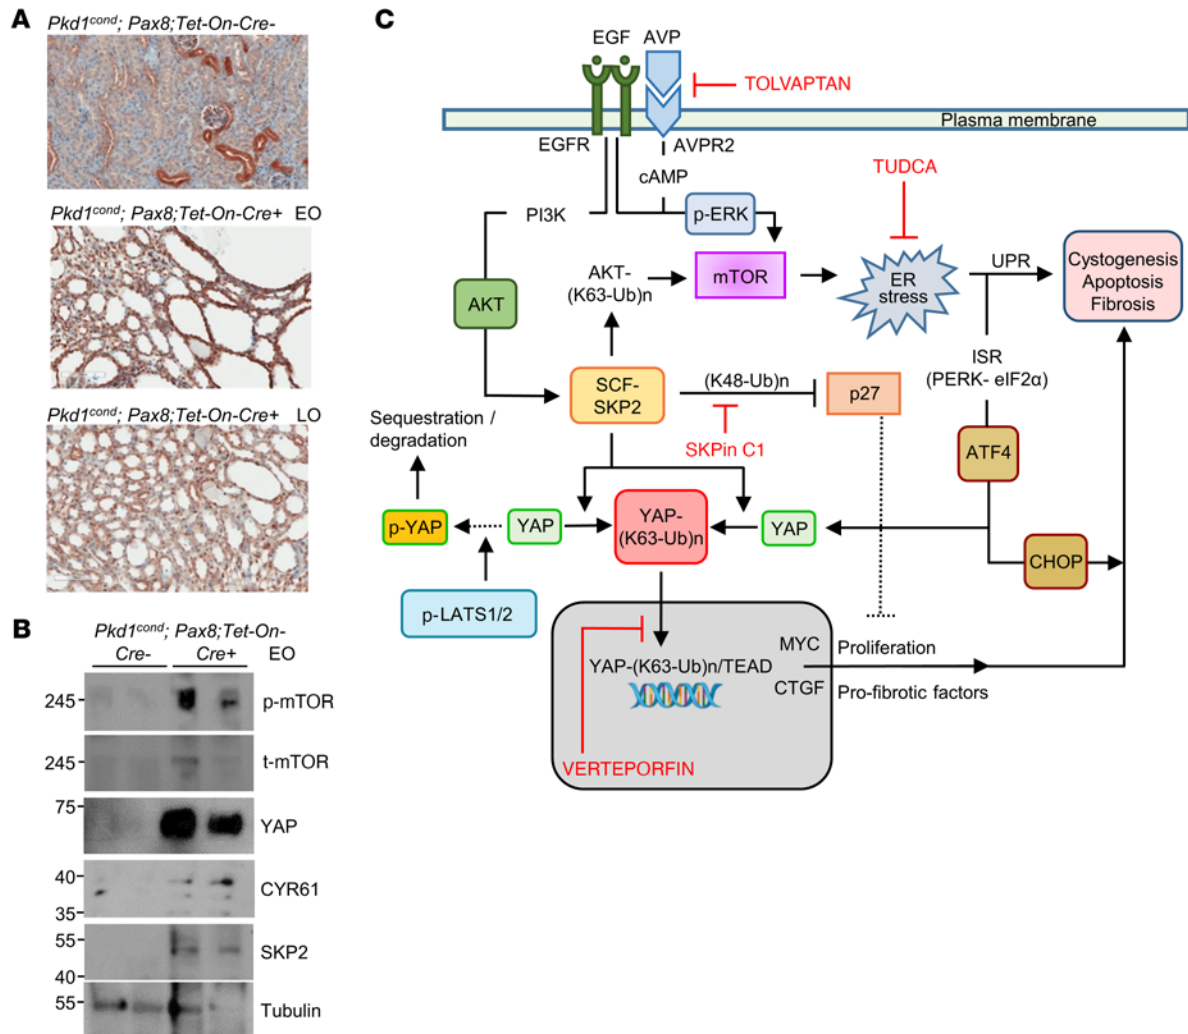 A
Pkd1cond; Pax8;Tet-On-Cre-
Pkd1cond; Pax8;Tet-On-Cre+ EO
Pkd1cond; Pax8;Tet-On-Cre+ LO
B
Pkd1cond; Pax8;Tet-On-
Cre- Cre+ EO
245 p-mTOR
245 t-mTOR
75 YAP
40
35
CYR61
55
40
SKP2
55 Tubulin
C
EGF AVP
TOLVAPTAN
Plasma membrane
EGFR AVPR2
cAMP
TUDCA
PI3K
p-ERK
AKT
AKT-
(K63-Ub)n
mTOR
ER
stress
UPR
Cystogenesis
Apoptosis
Fibrosis
ISR
(PERK- eIF2α)
SCF-
SKP2
(K48-Ub)n
p27
SKPin C1
Sequestration /
degradation
ATF4
p-YAP
YAP
YAP-
(K63-Ub)n
YAP
CHOP
p-LATS1/2
YAP-(K63-Ub)n/TEAD
MYC
CTGF
Proliferation
Pro-fibrotic factors
VERTEPORFIN